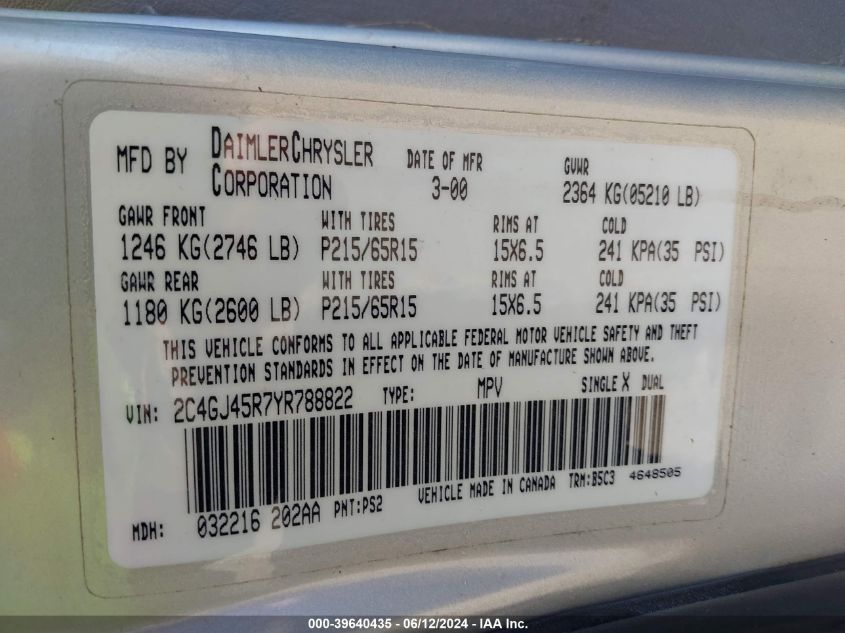 MFD BY DAIMLERCHRYSLER CORPORATION DATE OF MFR 3-00 GVWR 2364 KG(05210 LB)
GAWR FRONT WITH TIRES RIMS AT COLD
1246 KG(2746 LB) P215/65R15 15X6.5 241 KPA(35 PSI)
GAWR REAR WITH TIRES RIMS AT COLD
1180 KG(2600 LB) P215/65R15 15X6.5 241 KPA(35 PSI)
THIS VEHICLE CONFORMS TO ALL APPLICABLE FEDERAL MOTOR VEHICLE SAFETY AND THEFT
PREVENTION STANDARDS IN EFFECT ON THE DATE OF MANUFACTURE SHOWN ABOVE.
VIN: 2C4GJ45R7YR788822 TYPE: MPV SINGLE X DUAL
MDH: 032216 202AA PNT:PS2 VEHICLE MADE IN CANADA TRM:B5C3 4648505
000-39640435 - 06/12/2024 - IAA Inc.